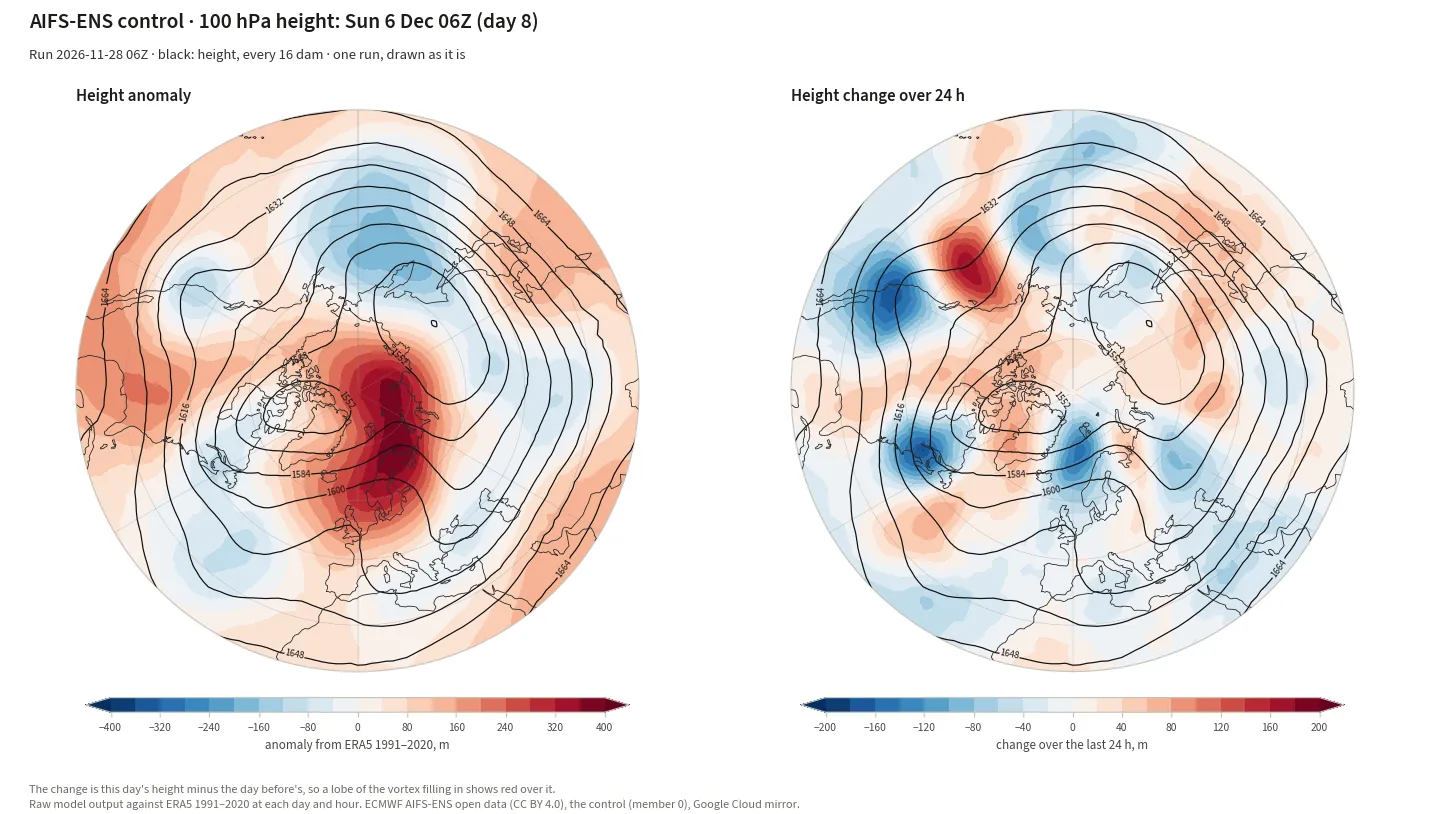 AIFS-ENS control · 100 hPa height: Sun 6 Dec 06Z (day 8)
Run 2026-11-28 06Z · black: height, every 16 dam · one run, drawn as it is
Height anomaly
Height change over 24 h
1632
1648
1664
1664
1616
1552
1552
1584
1600
1664
1648
1632
1648
1664
1664
1616
1552
1552
1584
1600
1664
1648
−400 −320 −240 −160 −80 0 80 160 240 320 400
anomaly from ERA5 1991–2020, m
−200 −160 −120 −80 −40 0 40 80 120 160 200
change over the last 24 h, m
The change is this day's height minus the day before's, so a lobe of the vortex filling in shows red over it.
Raw model output against ERA5 1991–2020 at each day and hour. ECMWF AIFS-ENS open data (CC BY 4.0), the control (member 0), Google Cloud mirror.